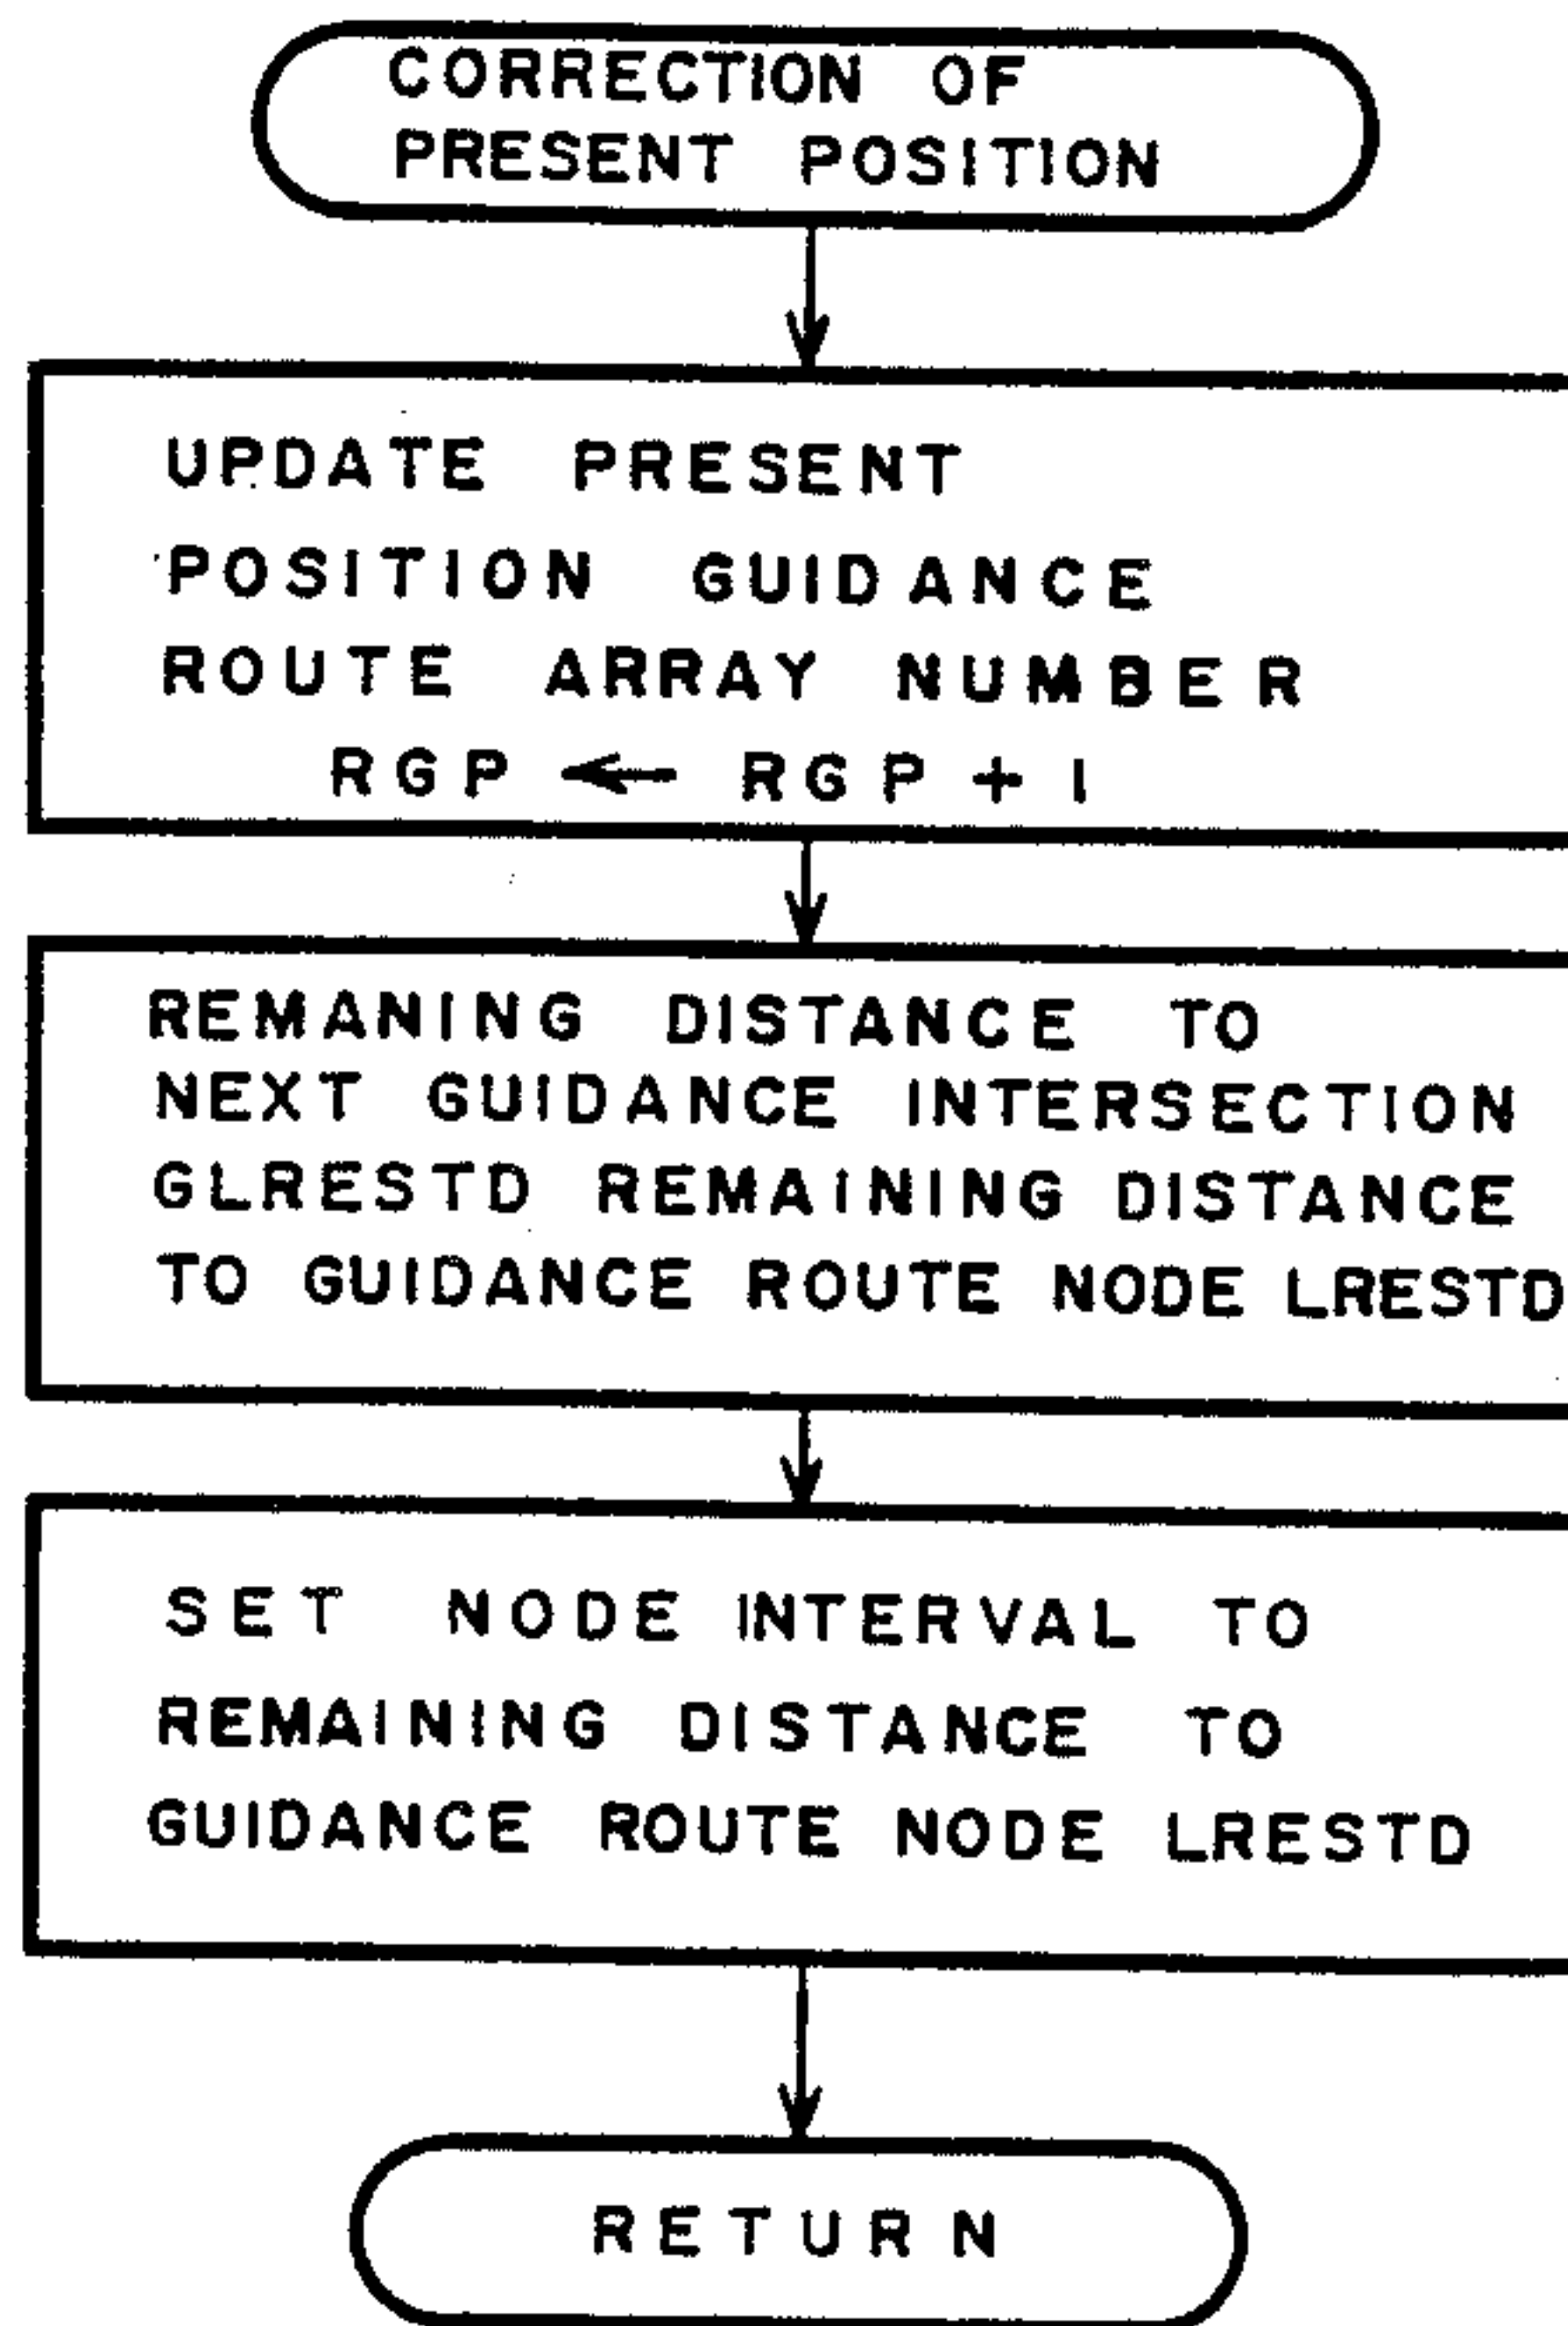 CORRECTION OF
PRESENT POSITION
UPDATE PRESENT
POSITION GUIDANCE
ROUTE ARRAY NUMBER
RGP ← RGP + 1
REMANING DISTANCE TO
NEXT GUIDANCE INTERSECTION
GLRESTD REMAINING DISTANCE
TO GUIDANCE ROUTE NODE LRESTD
SET NODE INTERVAL TO
REMAINING DISTANCE TO
GUIDANCE ROUTE NODE LRESTD
RETURN